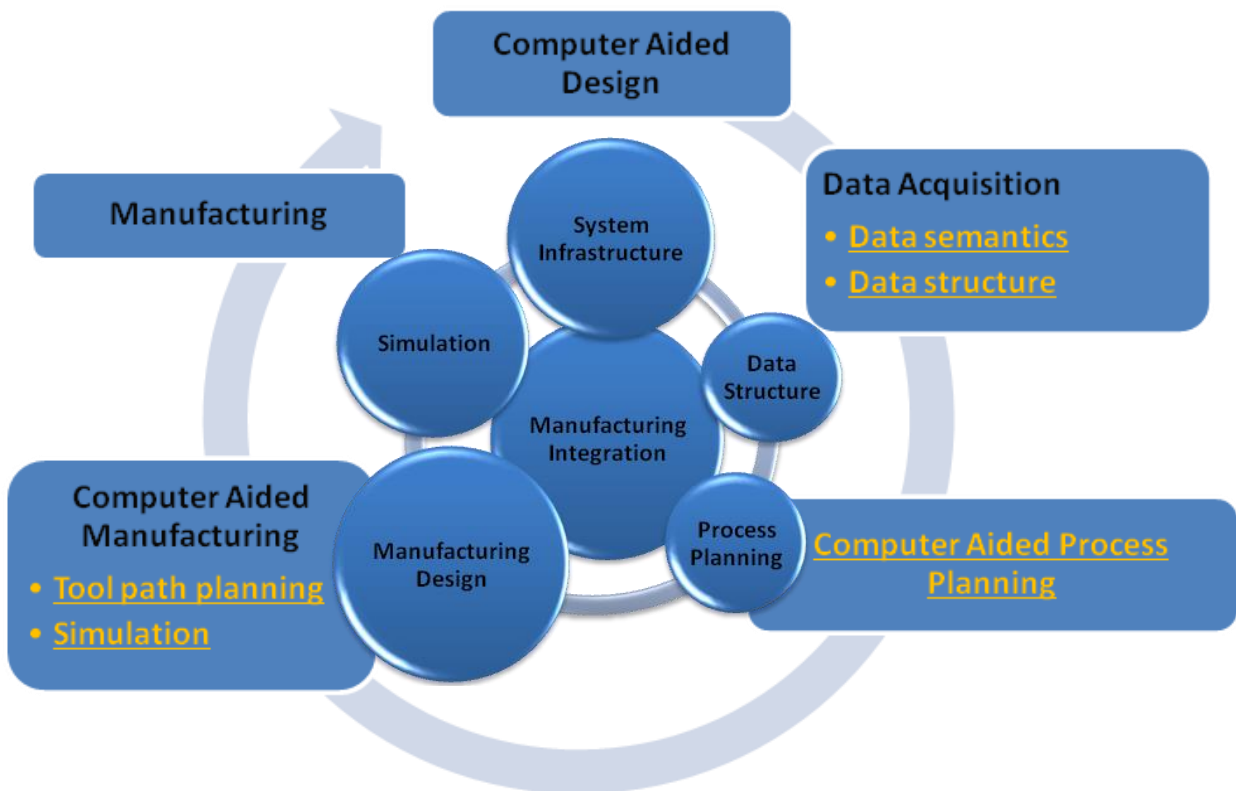 Computer Aided
Design
Data Acquisition
• Data semantics
• Data structure
Manufacturing
System
Infrastructure
Simulation
Data
Structure
Manufacturing
Integration
Process
Planning
Manufacturing
Design
Computer Aided Process
Planning
Computer Aided
Manufacturing
• Tool path planning
• Simulation